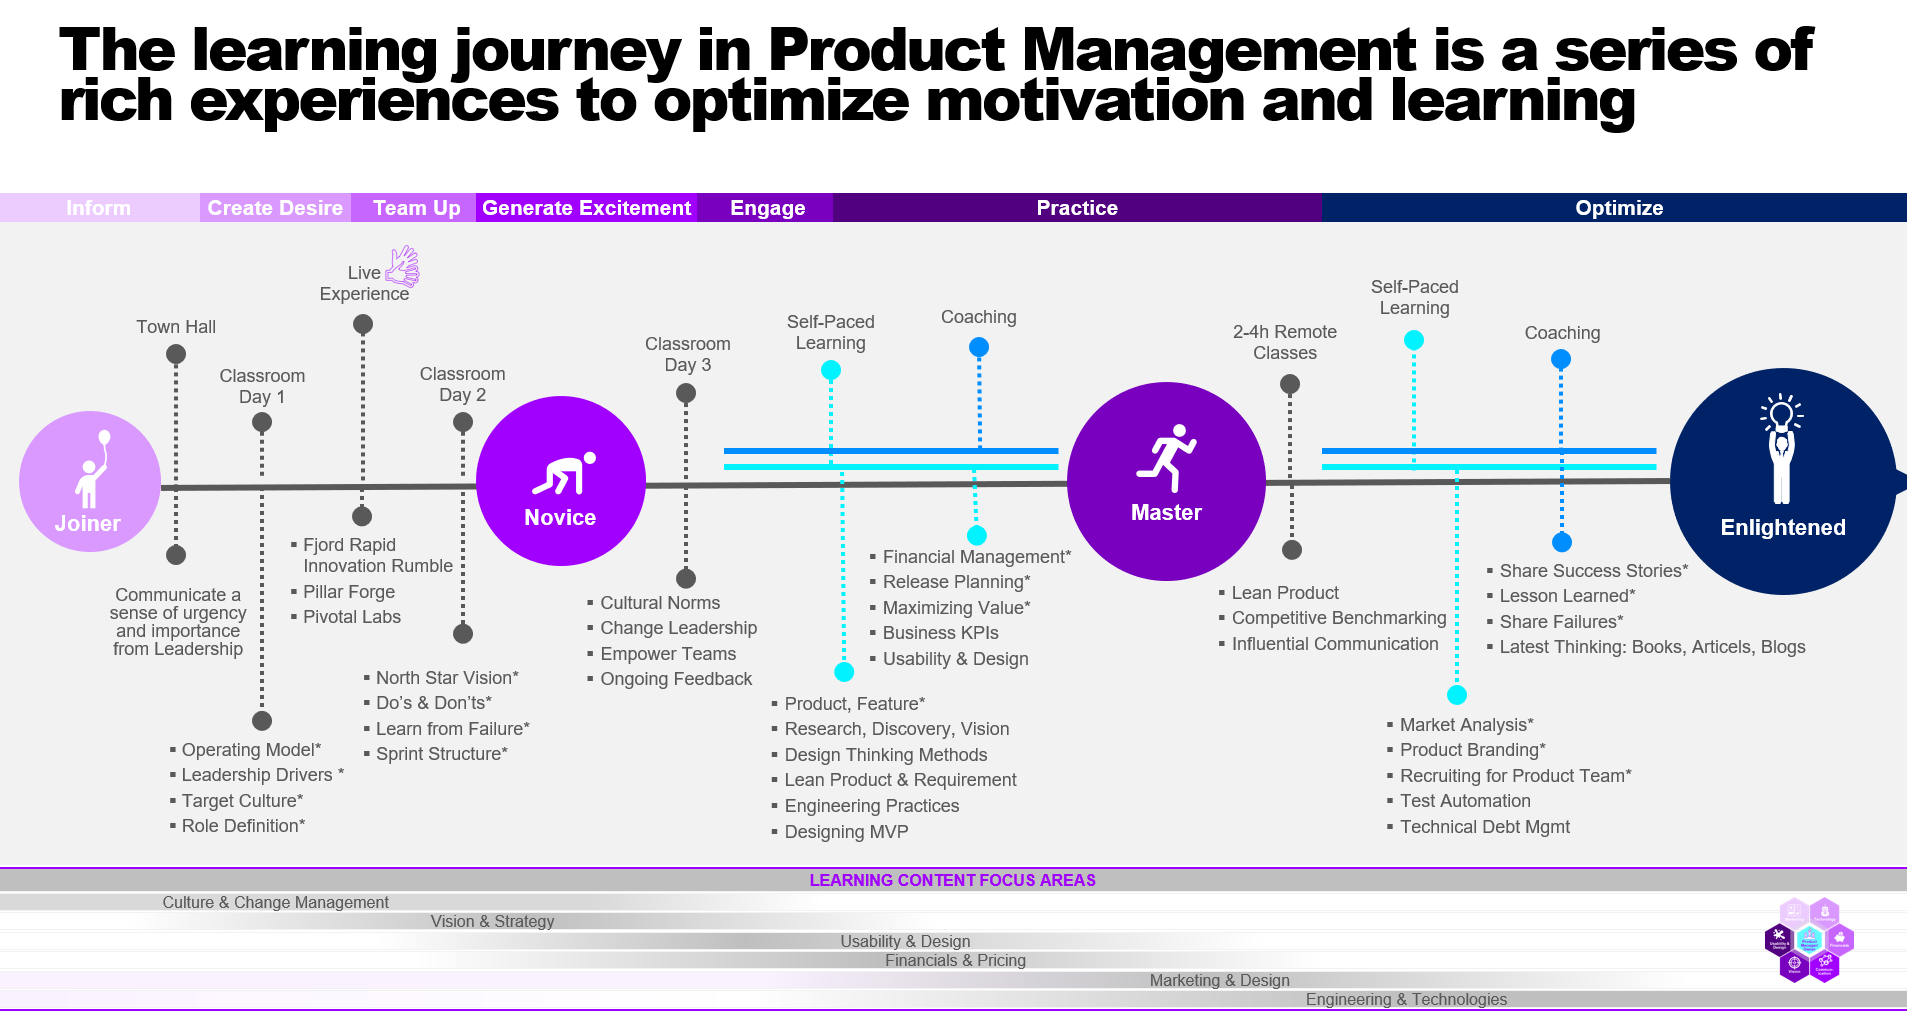 The learning journey in Product Management is a series of
rich experiences to optimize motivation and learning
Inform
Create Desire
Team Up
Generate Excitement
Engage
Practice
Optimize
Joiner
Town Hall
Communicate a
sense of urgency
and importance
from Leadership
Classroom
Day 1
▪ Operating Model*
▪ Leadership Drivers *
▪ Target Culture*
▪ Role Definition*
Live
Experience
▪ Fjord Rapid
Innovation Rumble
▪ Pillar Forge
▪ Pivotal Labs
Classroom
Day 2
▪ North Star Vision*
▪ Do’s & Don’ts*
▪ Learn from Failure*
▪ Sprint Structure*
Novice
Classroom
Day 3
▪ Cultural Norms
▪ Change Leadership
▪ Empower Teams
▪ Ongoing Feedback
Self-Paced
Learning
▪ Product, Feature*
▪ Research, Discovery, Vision
▪ Design Thinking Methods
▪ Lean Product & Requirement
▪ Engineering Practices
▪ Designing MVP
Coaching
▪ Financial Management*
▪ Release Planning*
▪ Maximizing Value*
▪ Business KPIs
▪ Usability & Design
Master
2-4h Remote
Classes
▪ Lean Product
▪ Competitive Benchmarking
▪ Influential Communication
Self-Paced
Learning
▪ Market Analysis*
▪ Product Branding*
▪ Recruiting for Product Team*
▪ Test Automation
▪ Technical Debt Mgmt
Coaching
▪ Share Success Stories*
▪ Lesson Learned*
▪ Share Failures*
▪ Latest Thinking: Books, Articels, Blogs
Enlightened
LEARNING CONTENT FOCUS AREAS
Culture & Change Management
Vision & Strategy
Usability & Design
Financials & Pricing
Marketing & Design
Engineering & Technologies
Technology
Usability &
Design